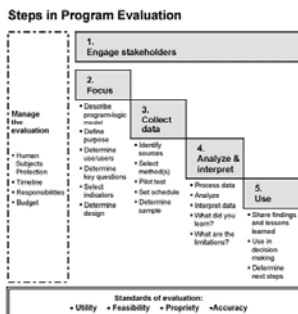 Steps in Program Evaluation
1.
Engage stakeholders
Manage
the
evaluation
• Human
Subjects
Protection
• Timeline
• Responsibilities
• Budget
2.
Focus
• Describe
program-logic
model
• Define
purpose
• Determine
use/users
• Determine
key questions
• Select
indicators
• Determine
design
3.
Collect
data
• Identify
sources
• Select
method(s)
• Pilot test
• Set schedule
• Determine
sample
4.
Analyze &
interpret
• Process data
• Analyze
• Interpret data
• What did you
learn?
• What are the
limitations?
5.
Use
• Share findings
and lessons
learned
• Use in
decision
making
• Determine
next steps
Standards of evaluation:
• Utility • Feasibility • Propriety • Accuracy